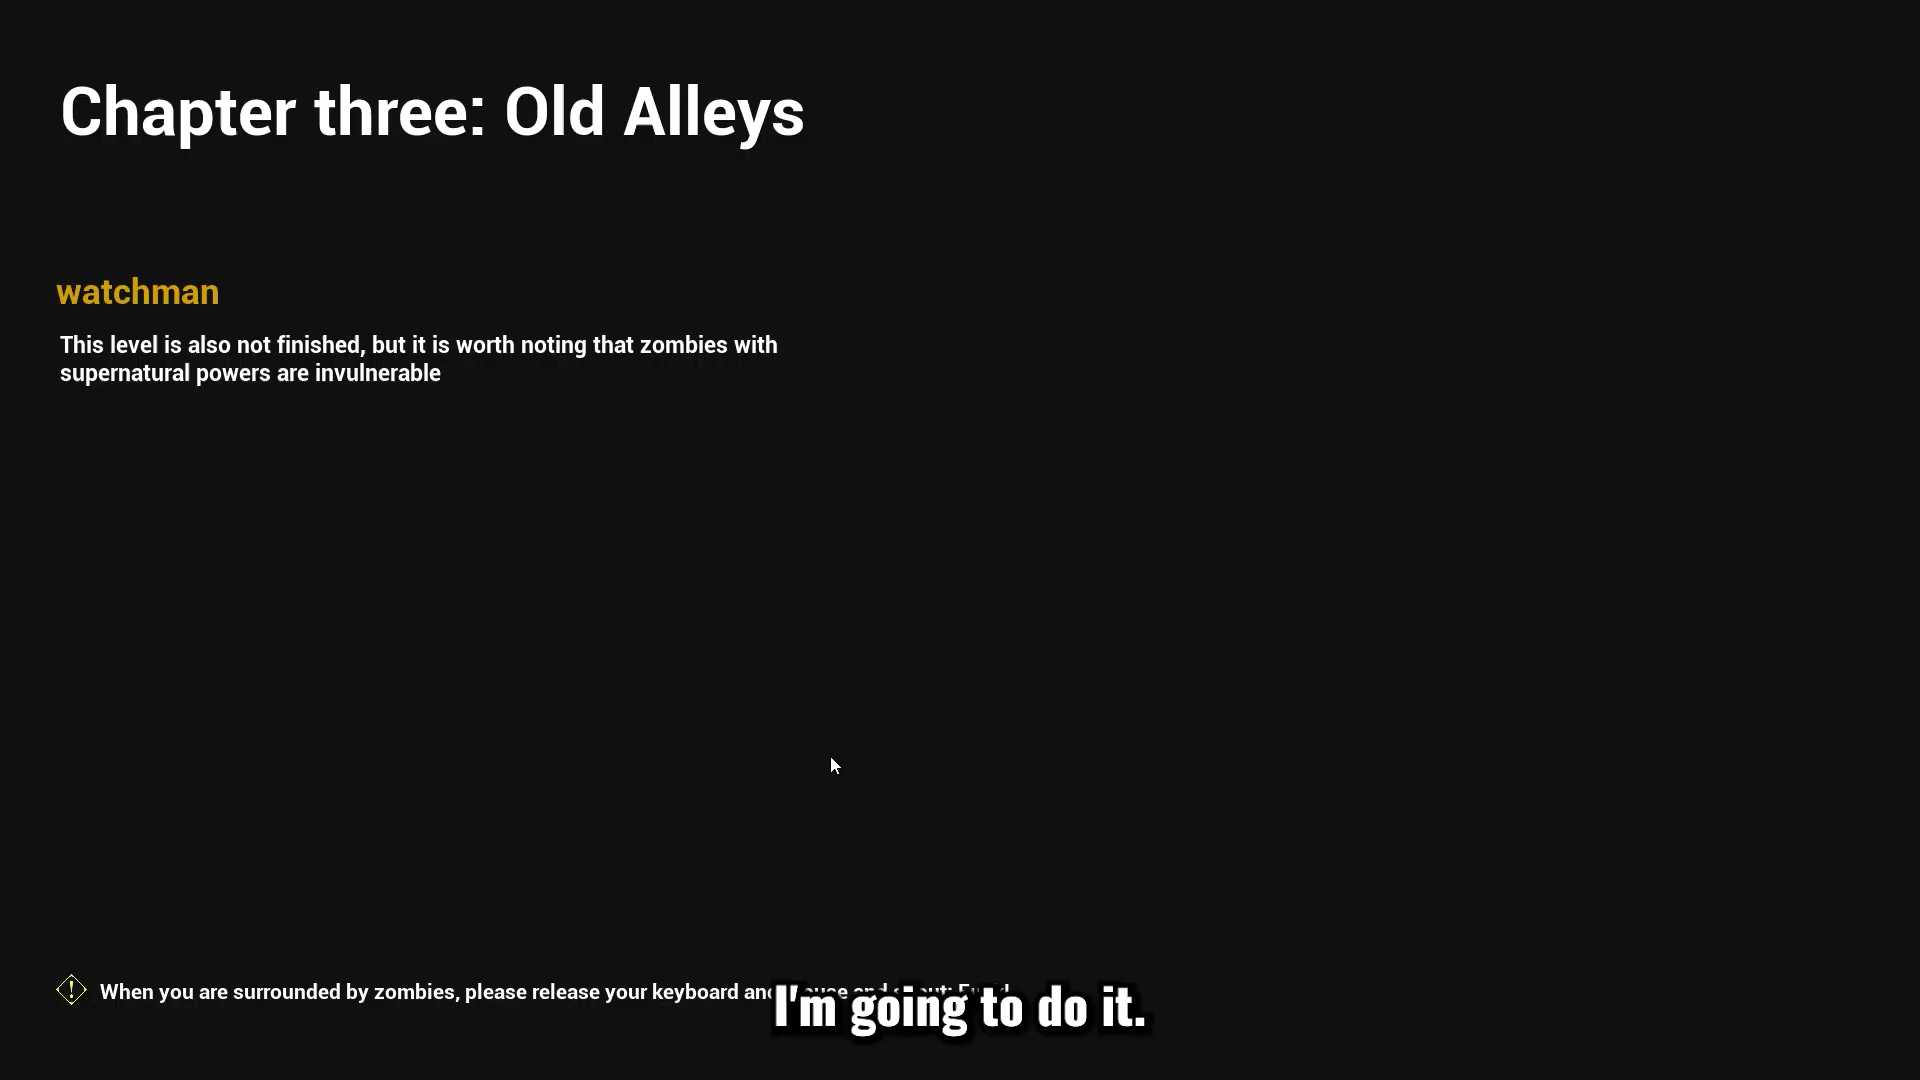 Chapter three: Old Alleys
watchman
This level is also not finished, but it is worth noting that zombies with
supernatural powers are invulnerable
When you are surrounded by zombies, please release your keyboard and
I'm going to do it.